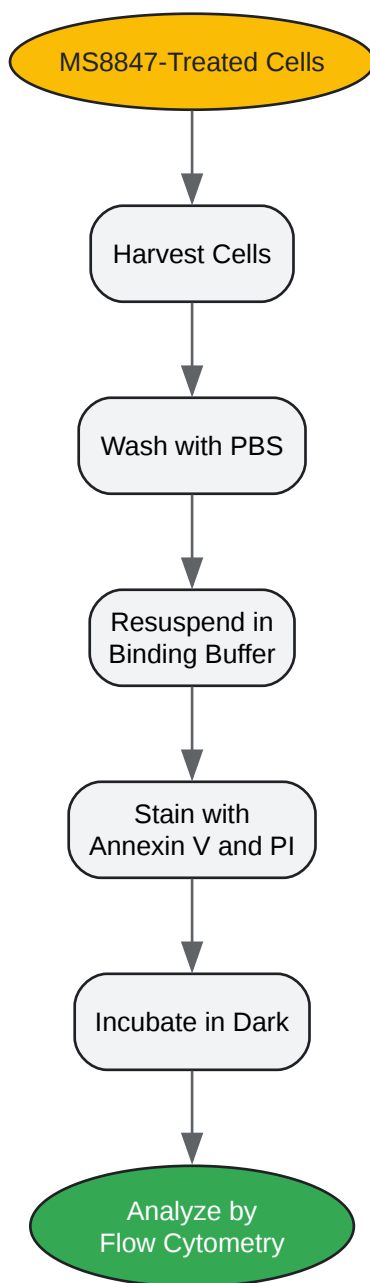 MS8847-Treated Cells
Harvest Cells
Wash with PBS
Resuspend in
Binding Buffer
Stain with
Annexin V and PI
Incubate in Dark
Analyze by
Flow Cytometry